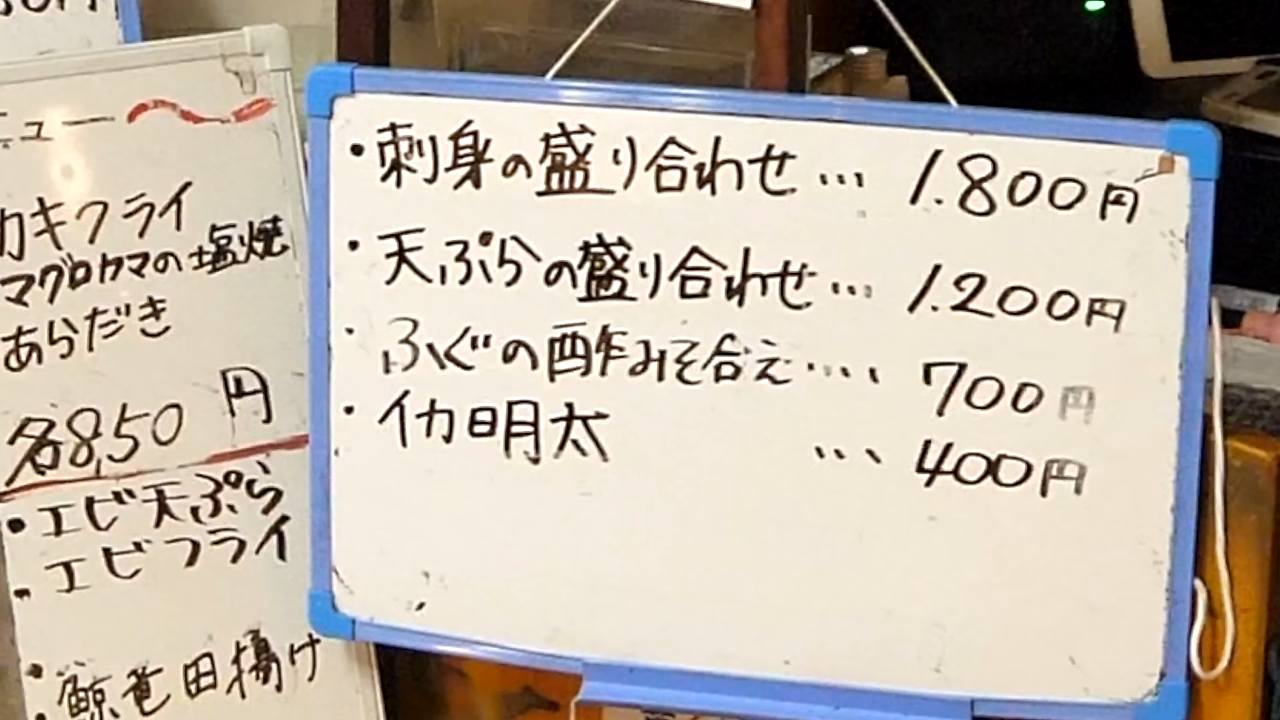 ニュー
カキフライ
マグロカマの塩焼
あらだき
各8,50円
・エビ天ぷら
・エビフライ
・鯨竜田揚げ
・刺身の盛り合わせ… 1.800円
・天ぷらの盛り合わせ… 1.200円
・ふぐの酢みそ合え…. 700円
・イカ明太 … 400円